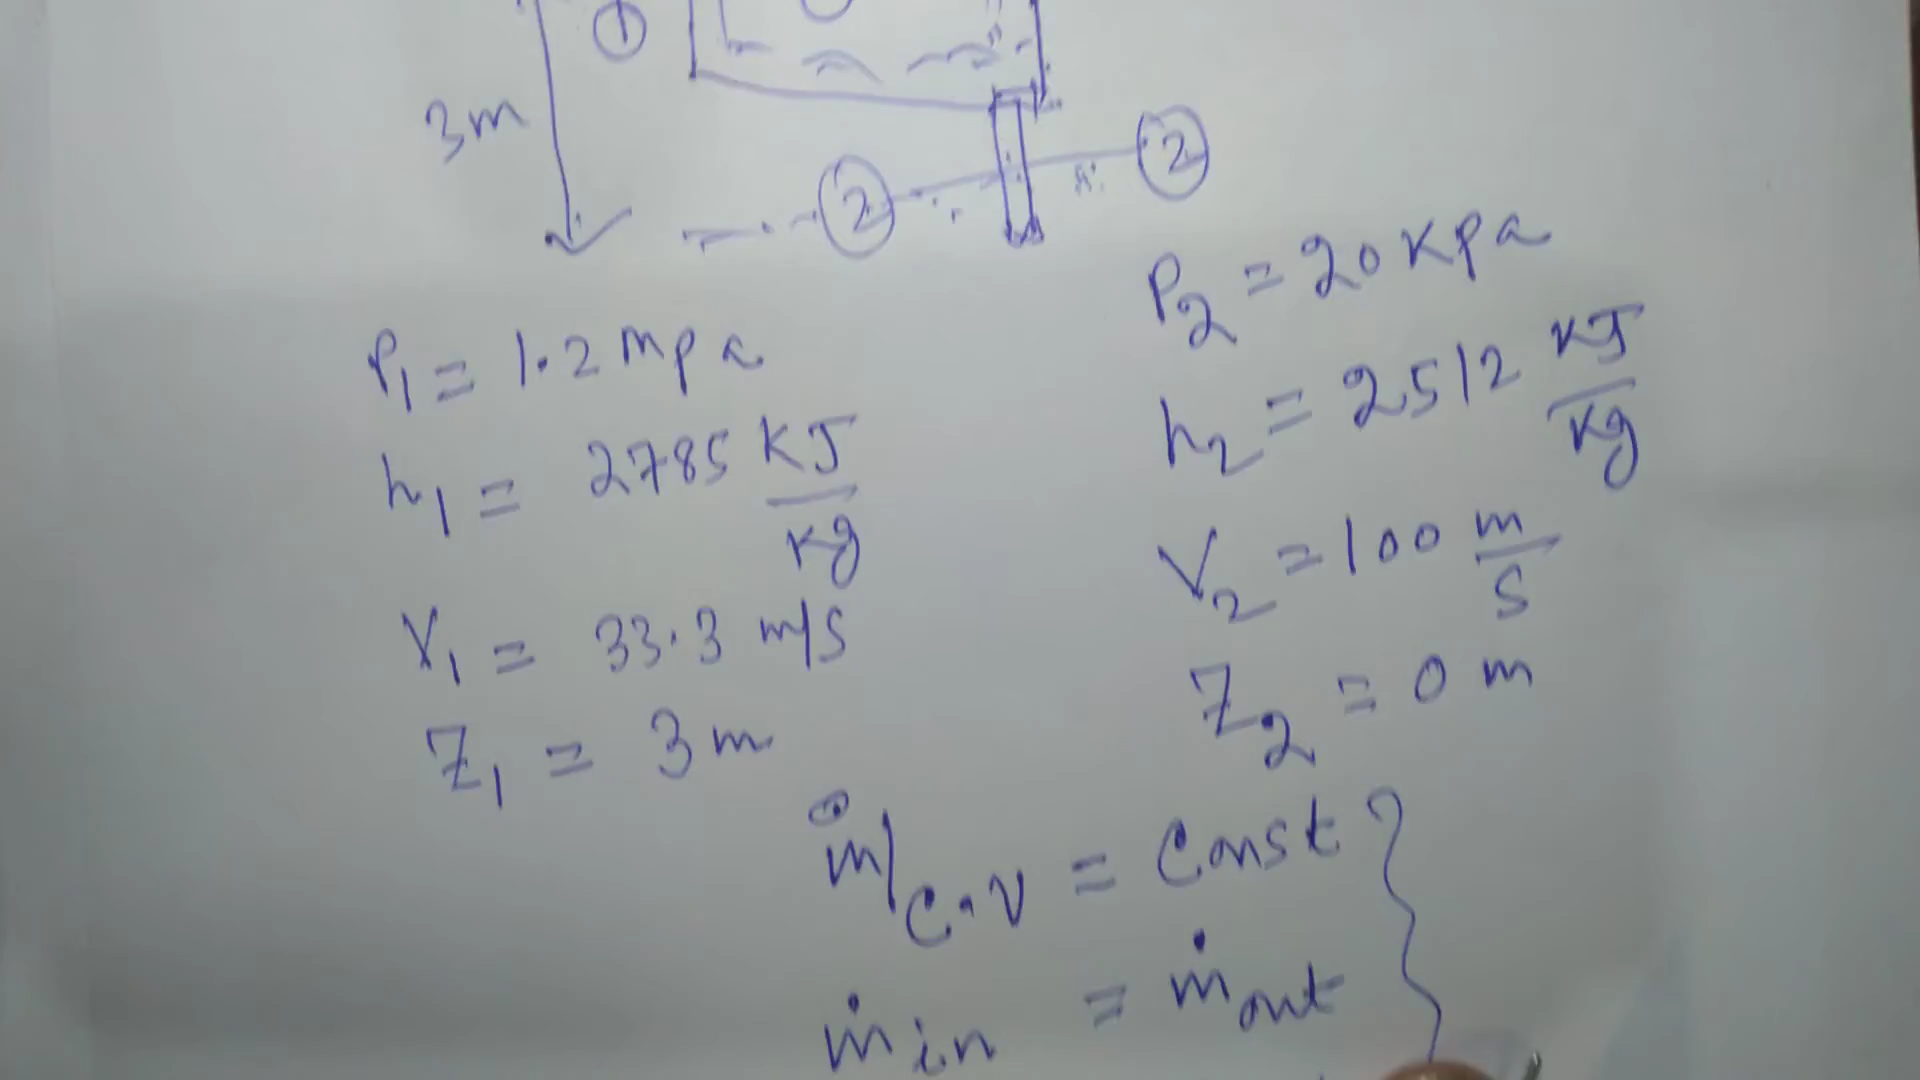 ①
3m
② ②
P₁ = 1.2 mpa
h₁ = 2785 KJ/kg
V₁ = 33.3 m/s
Z₁ = 3 m
P₂ = 20 Kpa
h₂ = 2512 KJ/kg
V₂ = 100 m/s
Z₂ = 0 m
ṁ/C.V = Const
ṁin = ṁout